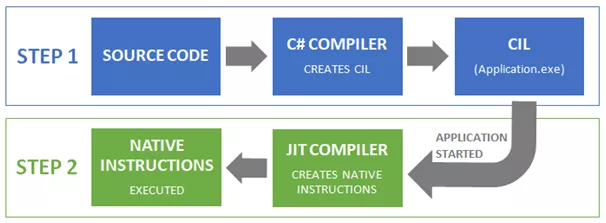 STEP 1
SOURCE CODE
C# COMPILER
CREATES CIL
CIL
(Application.exe)
APPLICATION
STARTED
STEP 2
NATIVE
INSTRUCTIONS
EXECUTED
JIT COMPILER
CREATES NATIVE
INSTRUCTIONS